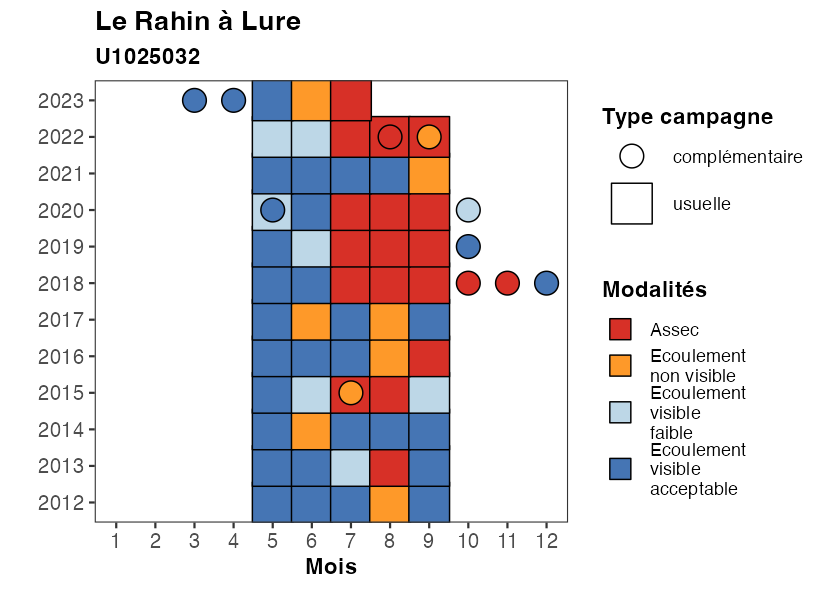 Le Rahin à Lure
U1025032
2023
2022
2021
2020
2019
2018
2017
2016
2015
2014
2013
2012
1 2 3 4 5 6 7 8 9 10 11 12
Mois
Type campagne
complémentaire
usuelle
Modalités
Assec
Ecoulement
non visible
Ecoulement
visible
faible
Ecoulement
visible
acceptable